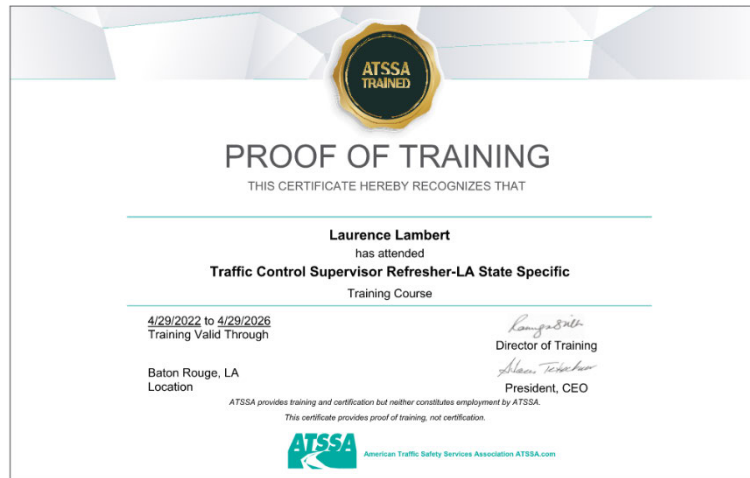 ATSSA
TRAINED
PROOF OF TRAINING
THIS CERTIFICATE HEREBY RECOGNIZES THAT
Laurence Lambert
has attended
Traffic Control Supervisor Refresher-LA State Specific
Training Course
4/29/2022 to 4/29/2026
Training Valid Through
Director of Training
Baton Rouge, LA
Location
President, CEO
ATSSA provides training and certification but neither constitutes employment by ATSSA.
This certificate provides proof of training, not certification.
ATSSA
American Traffic Safety Services Association ATSSA.com